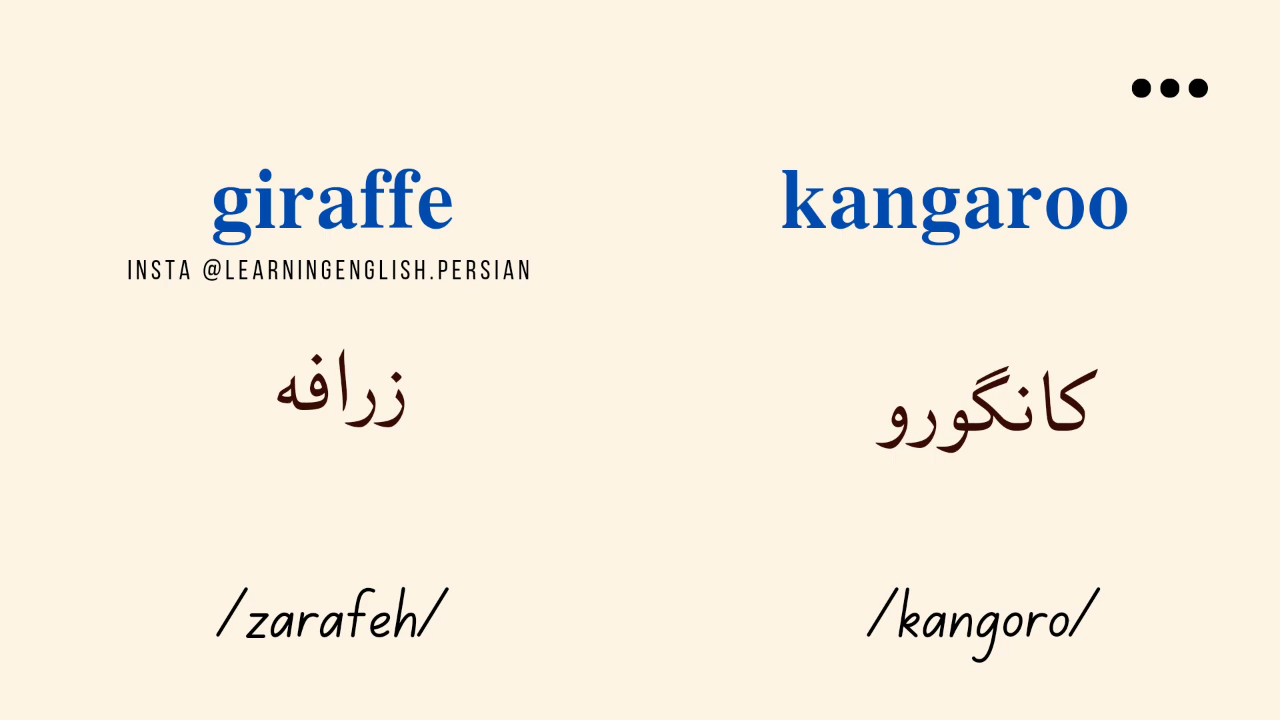 giraffe
INSTA @LEARNINGENGLISH.PERSIAN
زرافه
/zarafeh/
kangaroo
کانگورو
/kangoro/